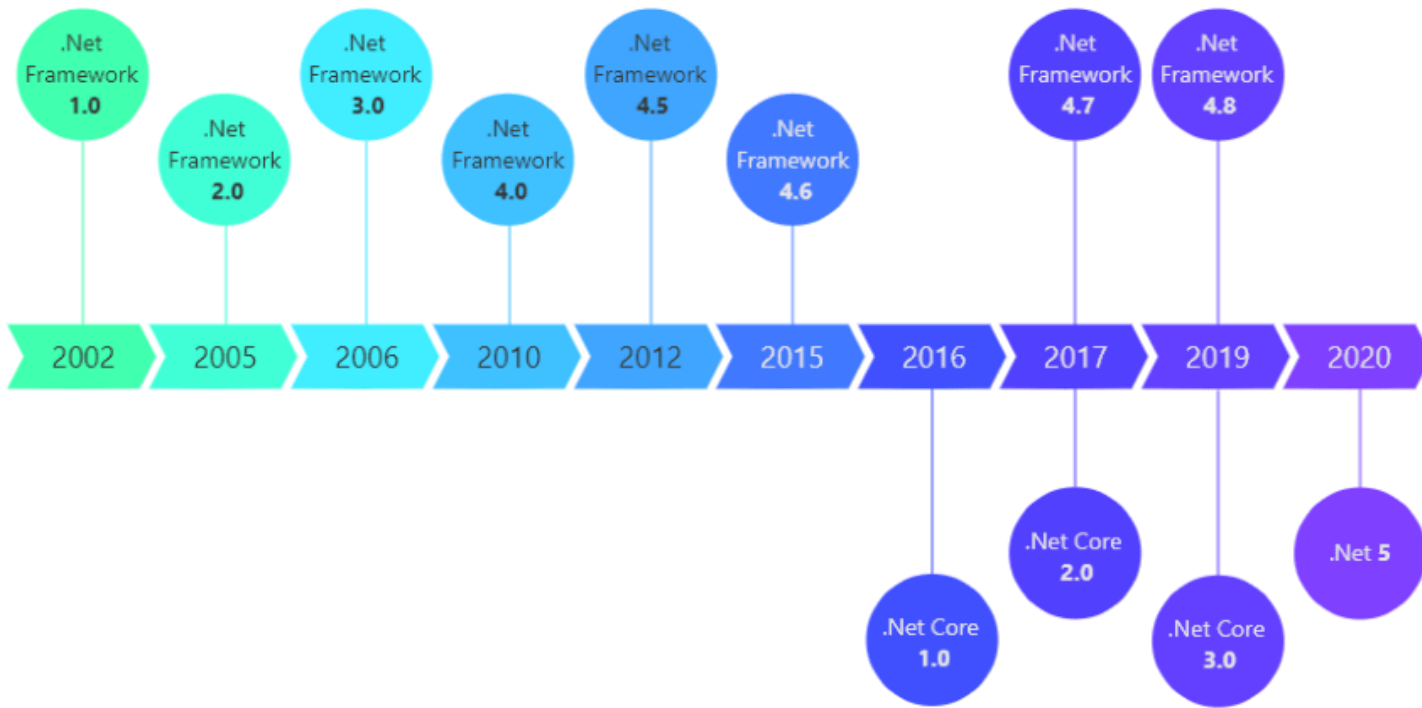 .Net
Framework
1.0
.Net
Framework
2.0
.Net
Framework
3.0
.Net
Framework
4.0
.Net
Framework
4.5
.Net
Framework
4.6
.Net
Framework
4.7
.Net
Framework
4.8
2002
2005
2006
2010
2012
2015
2016
2017
2019
2020
.Net Core
1.0
.Net Core
2.0
.Net Core
3.0
.Net 5